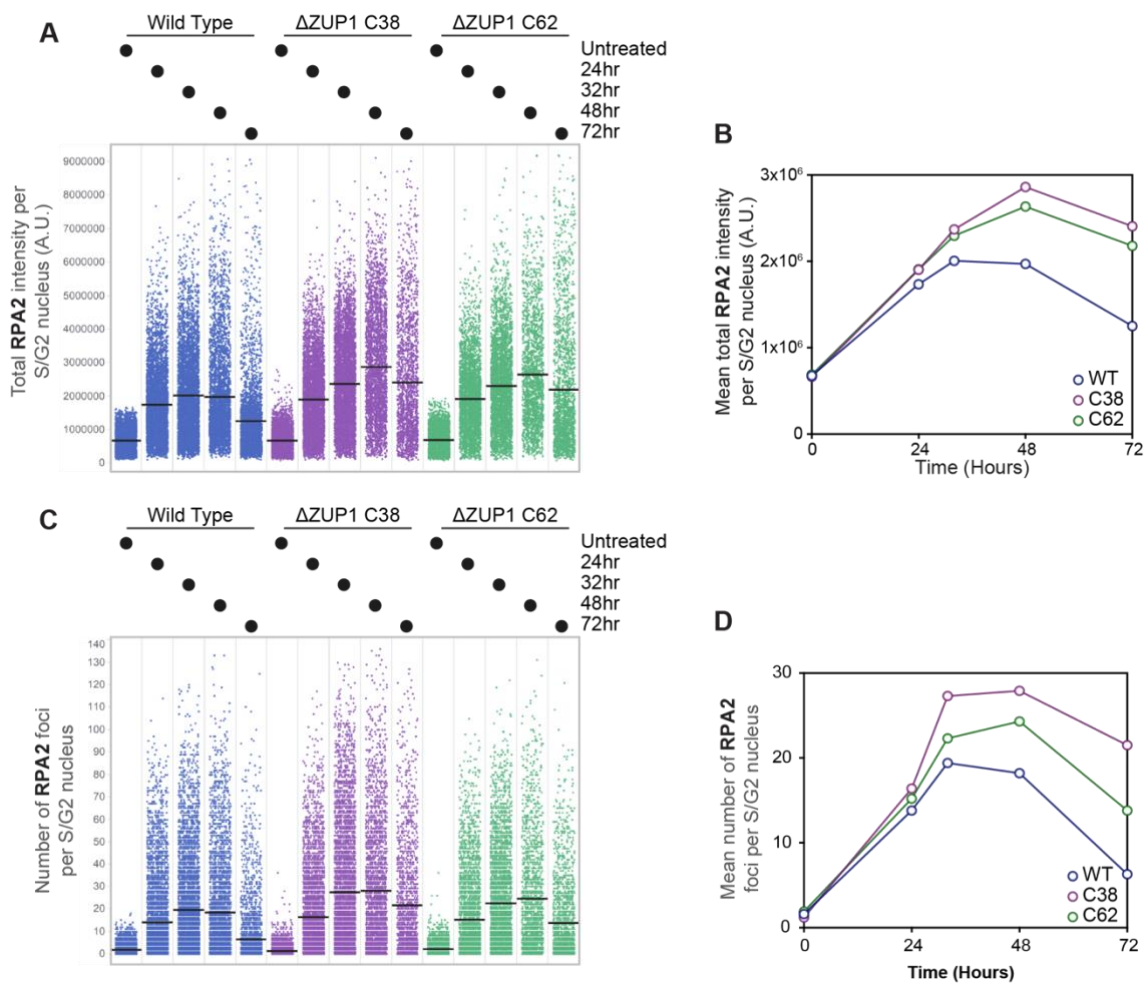 A
Wild Type ΔZUP1 C38 ΔZUP1 C62
Untreated
24hr
32hr
48hr
72hr
Total RPA2 intensity per
S/G2 nucleus (A.U.)
9000000
8000000
7000000
6000000
5000000
4000000
3000000
2000000
1000000
0
B
Mean total RPA2 intensity
per S/G2 nucleus (A.U.)
3x10⁶
2x10⁶
1x10⁶
0
WT
C38
C62
0 24 48 72
Time (Hours)
C
Wild Type ΔZUP1 C38 ΔZUP1 C62
Untreated
24hr
32hr
48hr
72hr
Number of RPA2 foci
per S/G2 nucleus
140
130
120
110
100
90
80
70
60
50
40
30
20
10
0
D
Mean number of RPA2
foci per S/G2 nucleus
30
20
10
0
WT
C38
C62
0 24 48 72
Time (Hours)